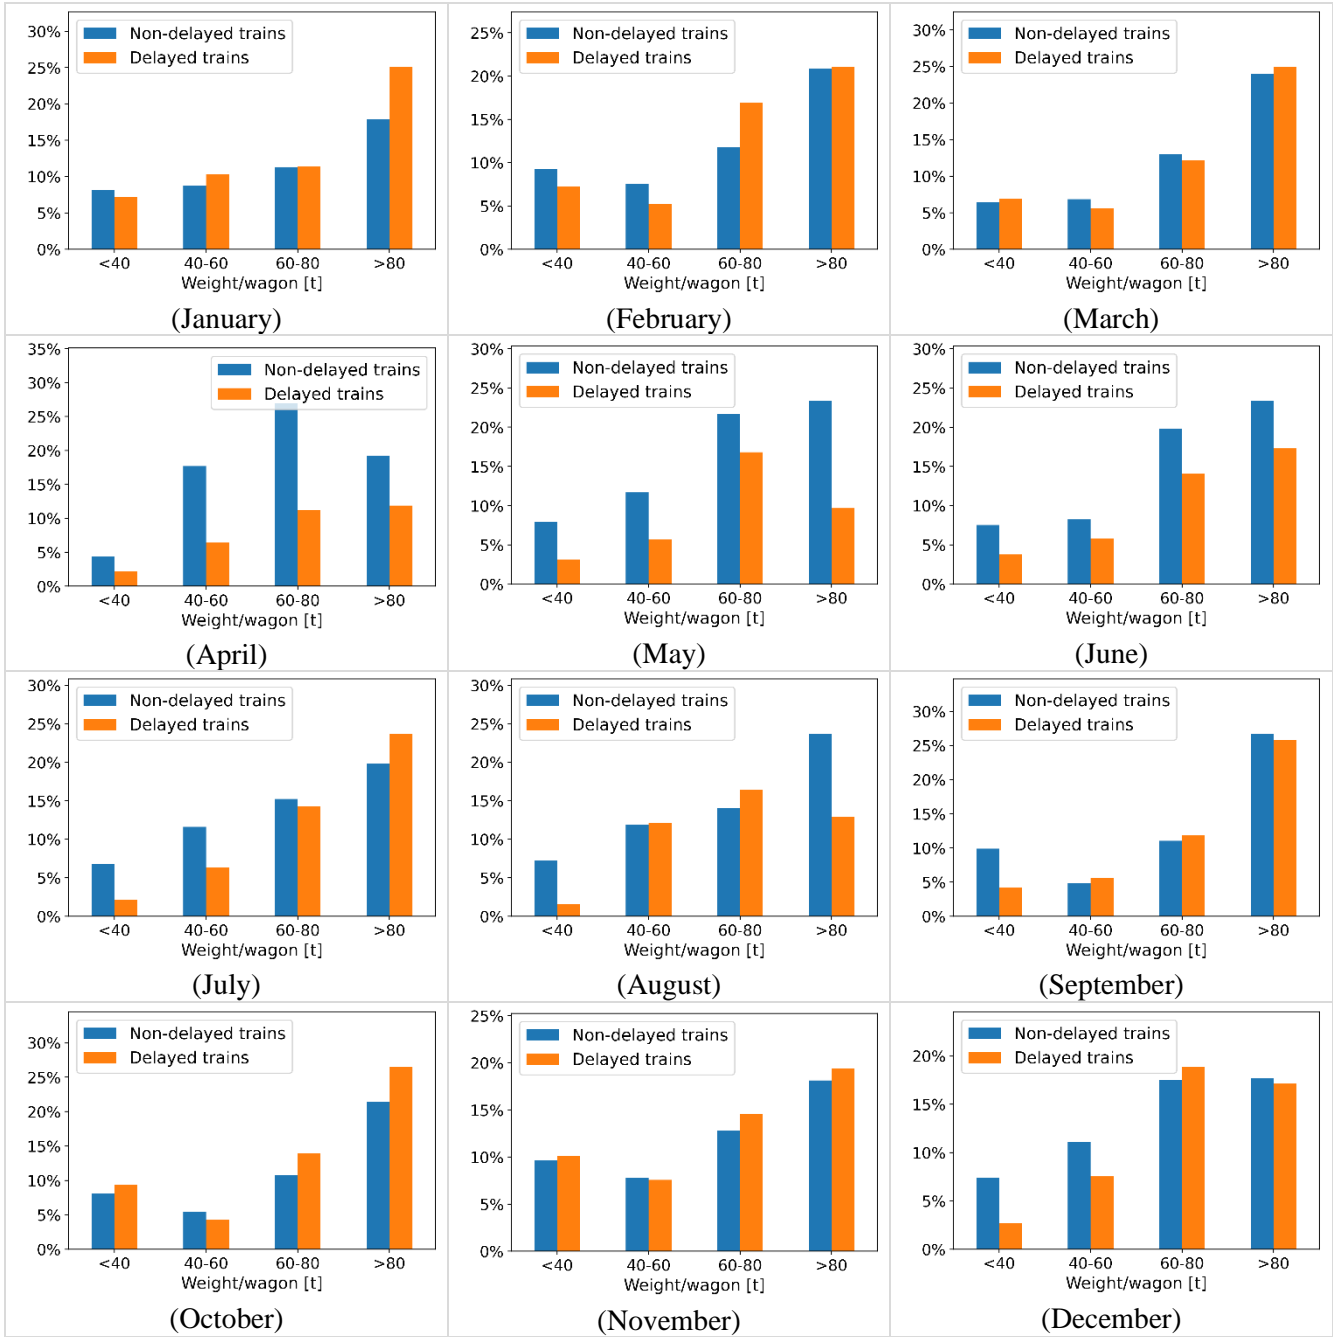 30%
25%
20%
15%
10%
5%
0%
Non-delayed trains
Delayed trains
<40 40-60 60-80 >80
Weight/wagon [t]
(January)
25%
20%
15%
10%
5%
0%
Non-delayed trains
Delayed trains
<40 40-60 60-80 >80
Weight/wagon [t]
(February)
30%
25%
20%
15%
10%
5%
0%
Non-delayed trains
Delayed trains
<40 40-60 60-80 >80
Weight/wagon [t]
(March)
35%
30%
25%
20%
15%
10%
5%
0%
Non-delayed trains
Delayed trains
<40 40-60 60-80 >80
Weight/wagon [t]
(April)
30%
25%
20%
15%
10%
5%
0%
Non-delayed trains
Delayed trains
<40 40-60 60-80 >80
Weight/wagon [t]
(May)
30%
25%
20%
15%
10%
5%
0%
Non-delayed trains
Delayed trains
<40 40-60 60-80 >80
Weight/wagon [t]
(June)
30%
25%
20%
15%
10%
5%
0%
Non-delayed trains
Delayed trains
<40 40-60 60-80 >80
Weight/wagon [t]
(July)
30%
25%
20%
15%
10%
5%
0%
Non-delayed trains
Delayed trains
<40 40-60 60-80 >80
Weight/wagon [t]
(August)
30%
25%
20%
15%
10%
5%
0%
Non-delayed trains
Delayed trains
<40 40-60 60-80 >80
Weight/wagon [t]
(September)
30%
25%
20%
15%
10%
5%
0%
Non-delayed trains
Delayed trains
<40 40-60 60-80 >80
Weight/wagon [t]
(October)
25%
20%
15%
10%
5%
0%
Non-delayed trains
Delayed trains
<40 40-60 60-80 >80
Weight/wagon [t]
(November)
20%
15%
10%
5%
0%
Non-delayed trains
Delayed trains
<40 40-60 60-80 >80
Weight/wagon [t]
(December)